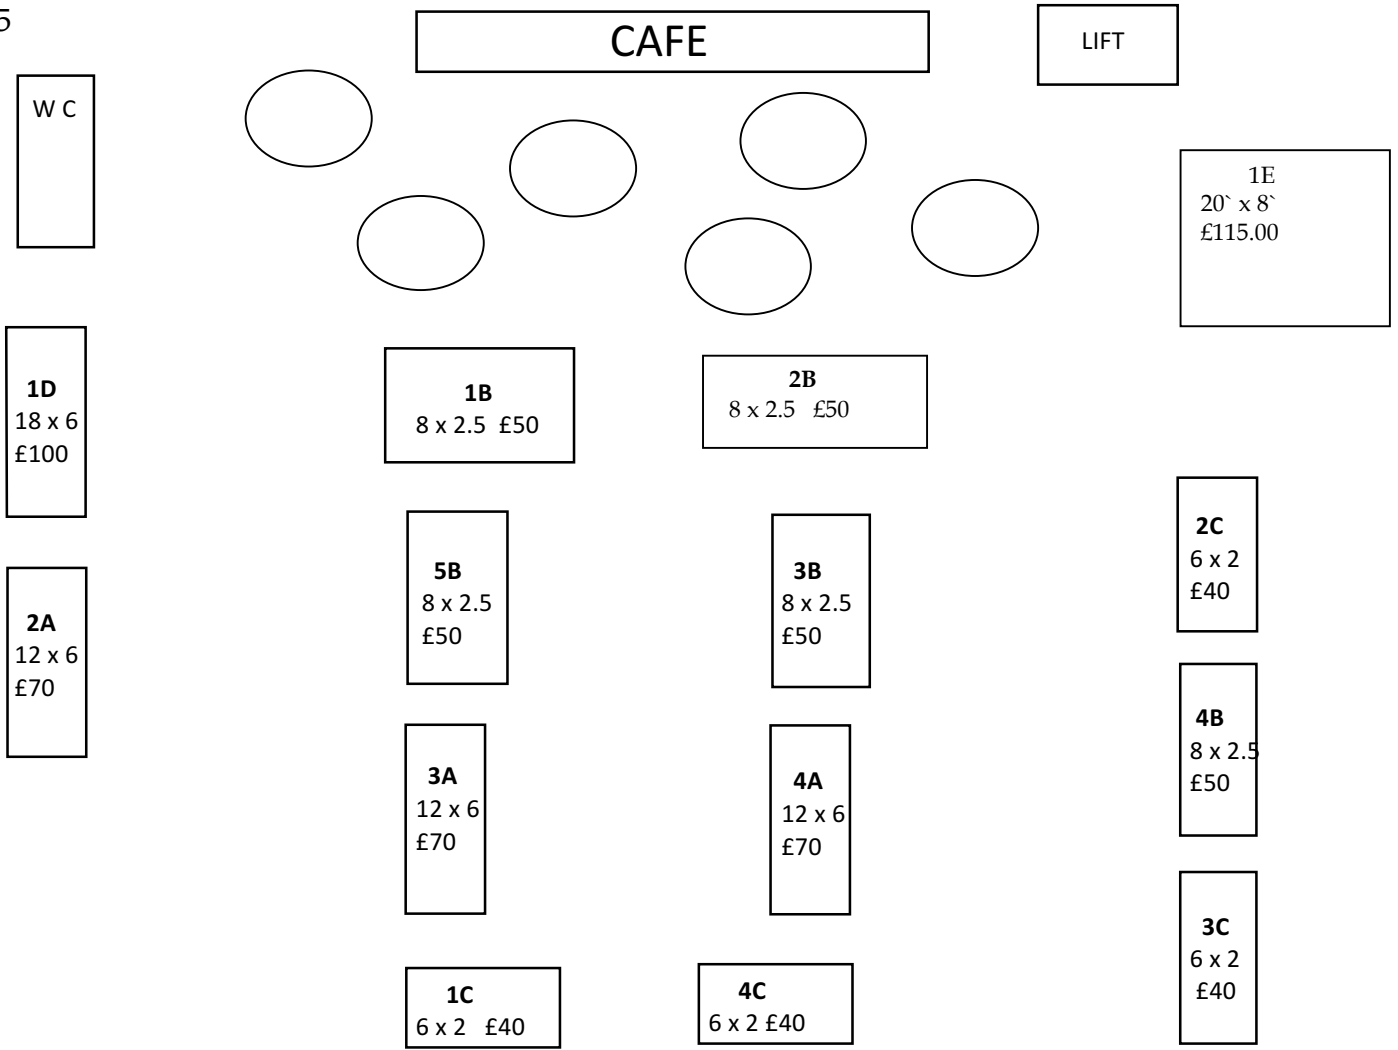 5
CAFE
LIFT
W C
1E
20` x 8`
£115.00
1D
18 x 6
£100
1B
8 x 2.5 £50
2B
8 x 2.5 £50
2C
6 x 2
£40
5B
8 x 2.5
£50
3B
8 x 2.5
£50
2A
12 x 6
£70
4B
8 x 2.5
£50
3A
12 x 6
£70
4A
12 x 6
£70
3C
6 x 2
£40
1C
6 x 2 £40
4C
6 x 2 £40